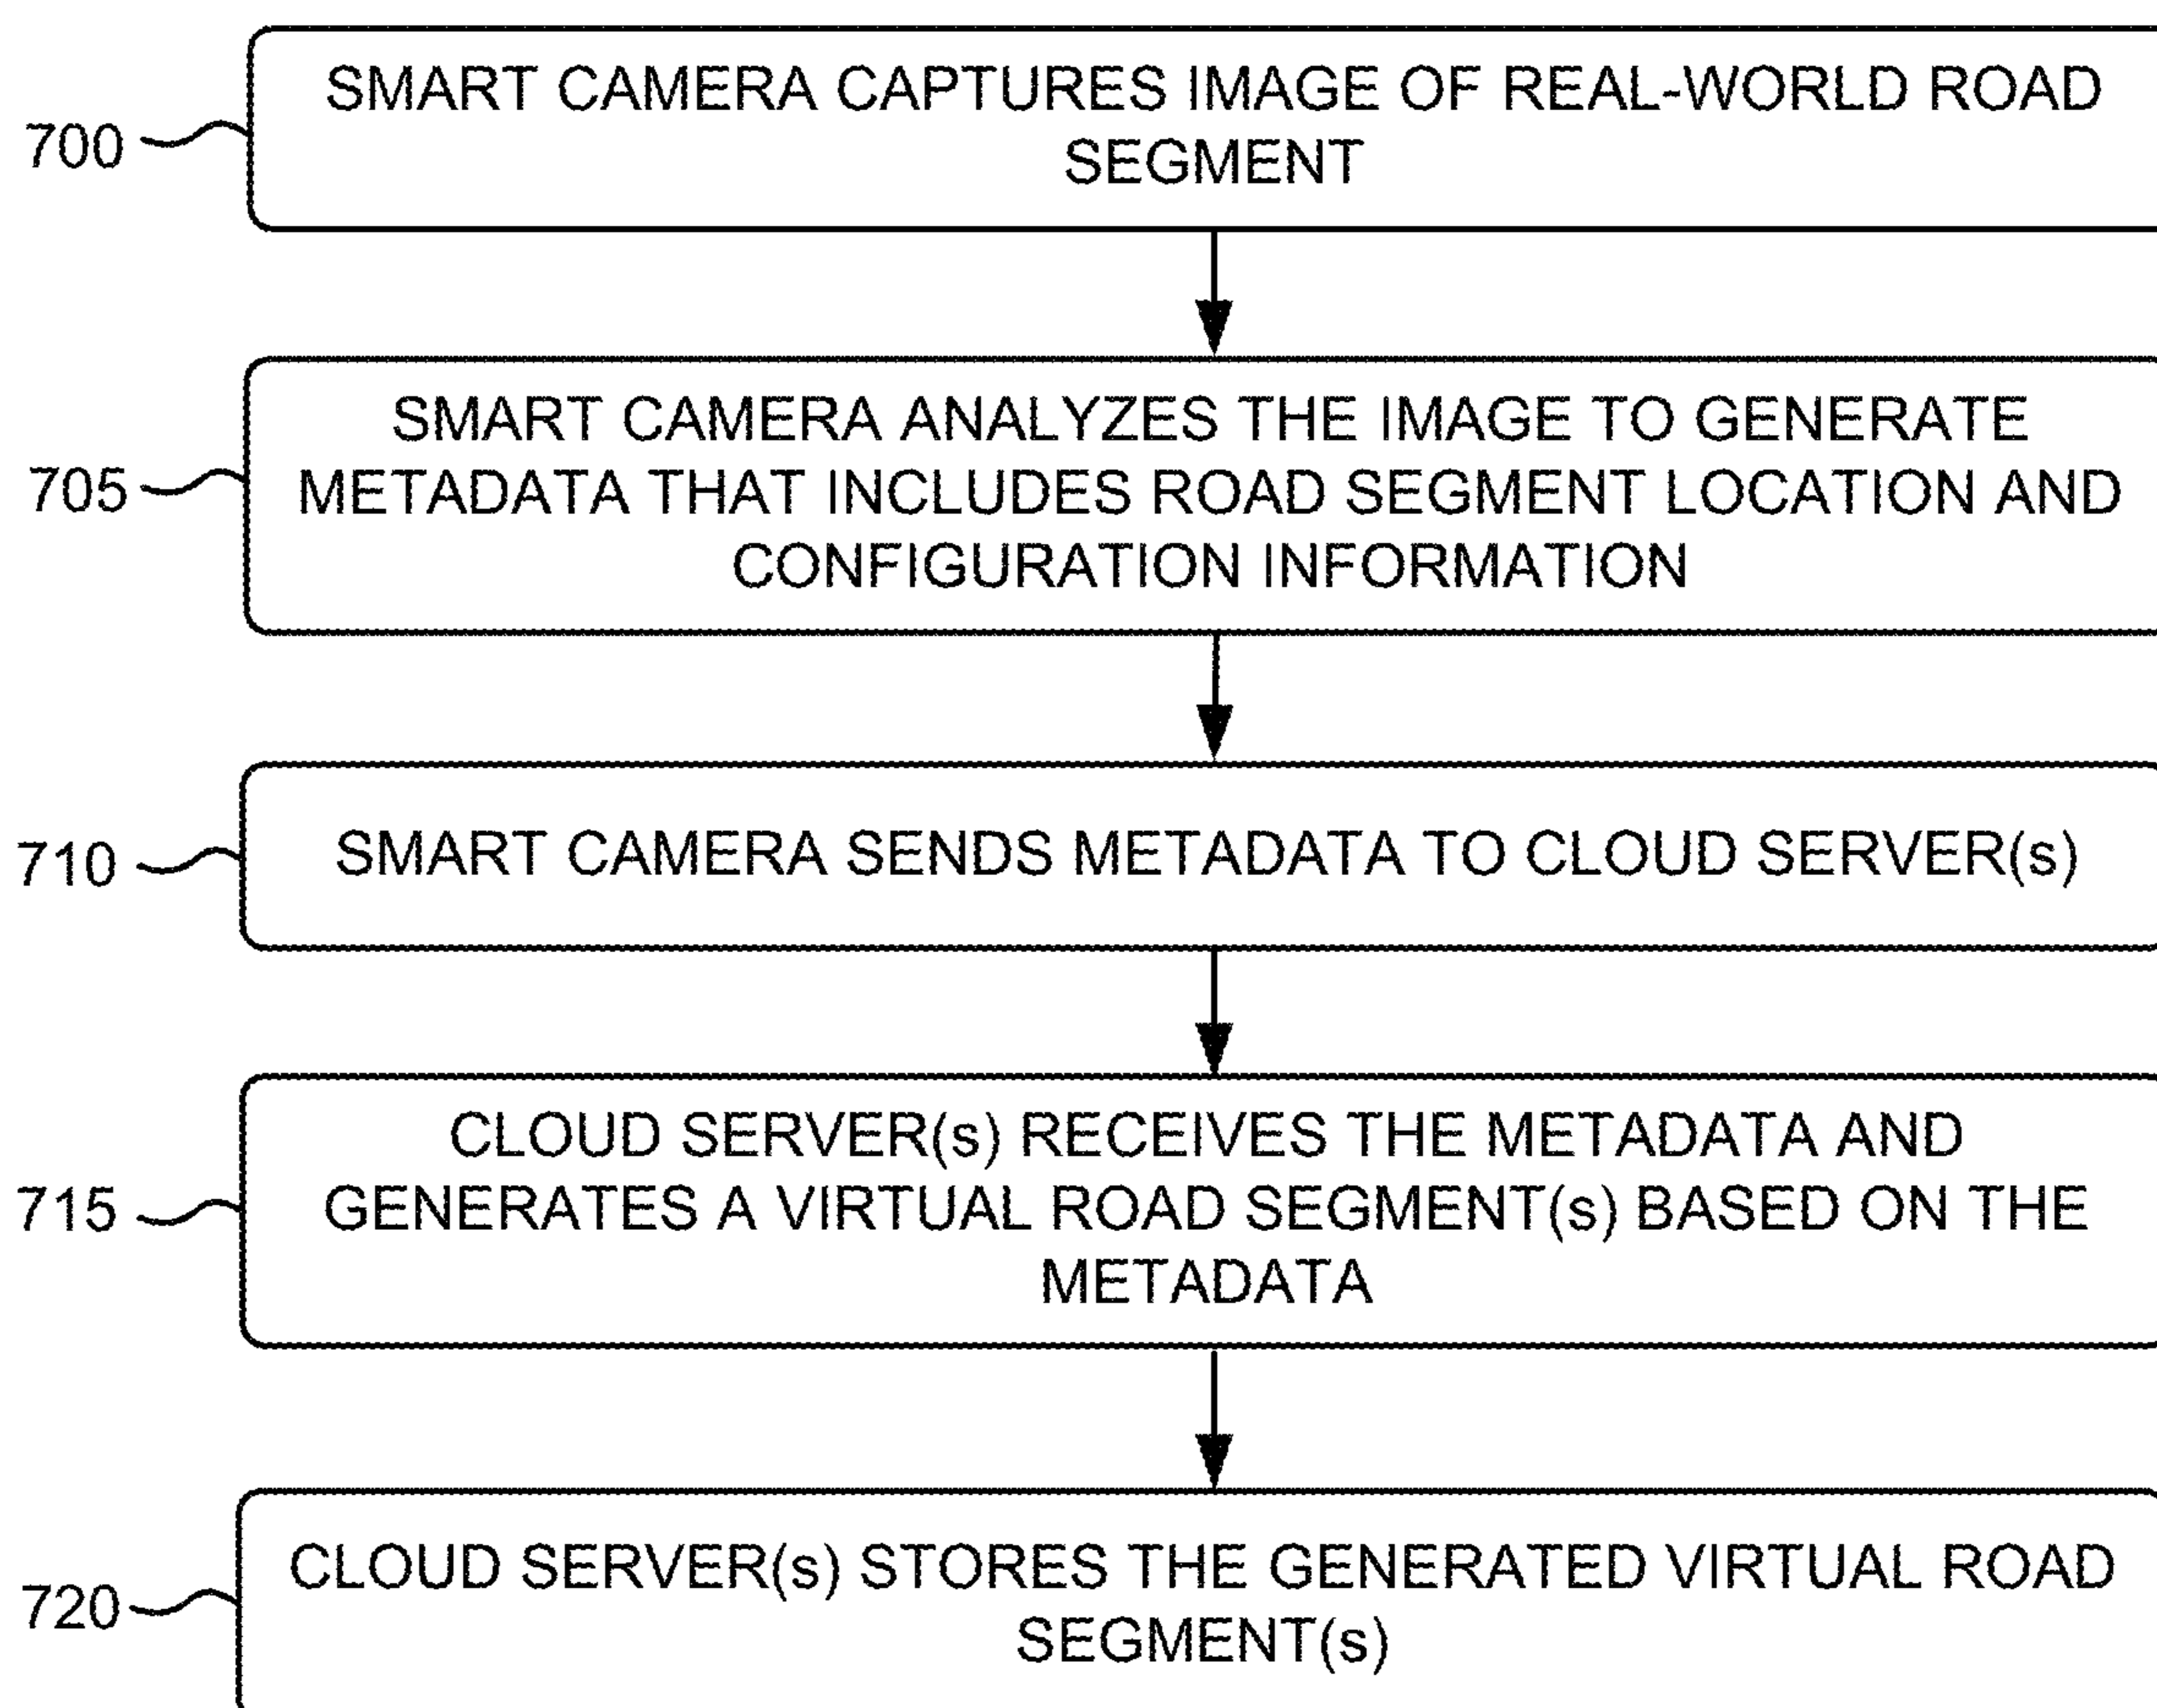 SMART CAMERA CAPTURES IMAGE OF REAL-WORLD ROAD
SEGMENT
700
SMART CAMERA ANALYZES THE IMAGE TO GENERATE
METADATA THAT INCLUDES ROAD SEGMENT LOCATION AND
CONFIGURATION INFORMATION
705
SMART CAMERA SENDS METADATA TO CLOUD SERVER(s)
710
CLOUD SERVER(s) RECEIVES THE METADATA AND
GENERATES A VIRTUAL ROAD SEGMENT(s) BASED ON THE
METADATA
715
CLOUD SERVER(s) STORES THE GENERATED VIRTUAL ROAD
SEGMENT(s)
720